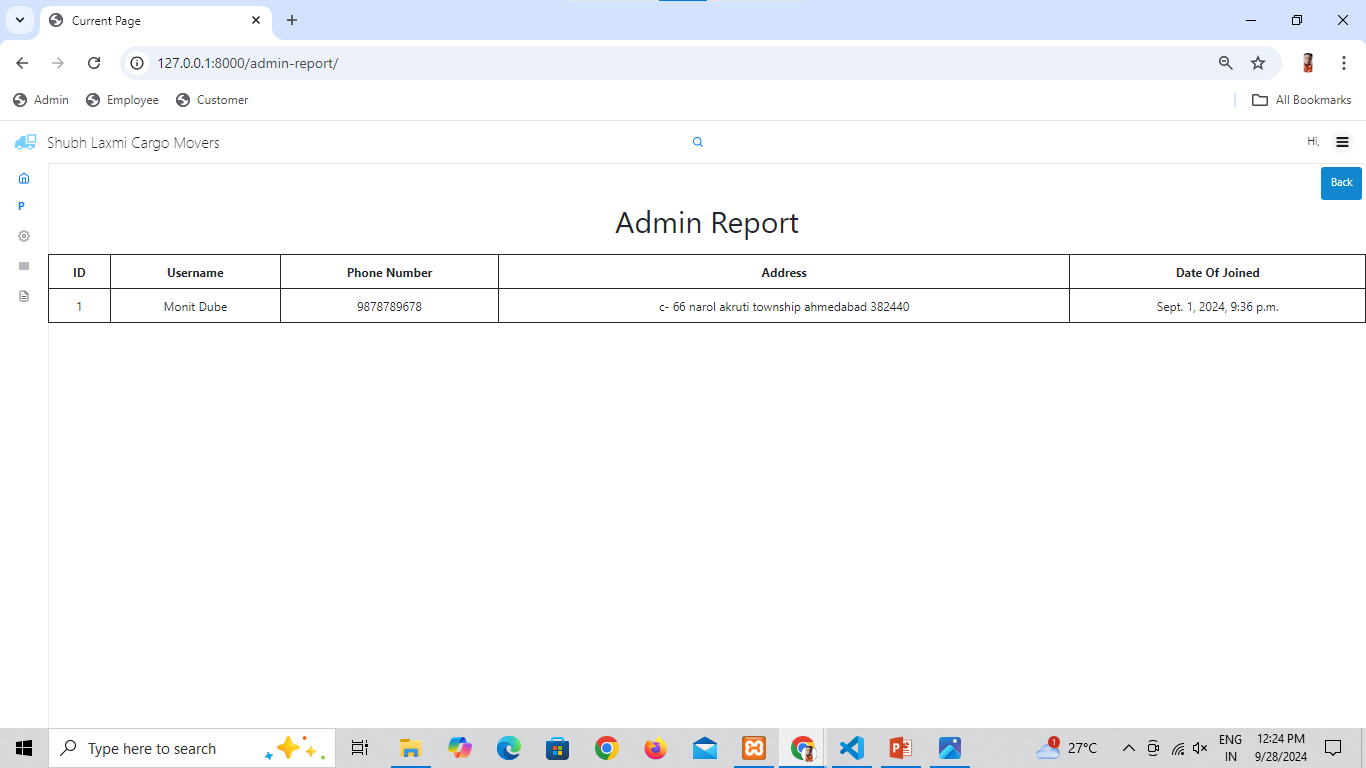 Current Page
127.0.0.1:8000/admin-report/
Admin Employee Customer All Bookmarks
Shubh Laxmi Cargo Movers Hi,
P
Back
Admin Report
ID Username Phone Number Address Date Of Joined
1 Monit Dube 9878789678 c- 66 narol akruti township ahmedabad 382440 Sept. 1, 2024, 9:36 p.m.
Type here to search 1 27°C ENG 12:24 PM
IN 9/28/2024